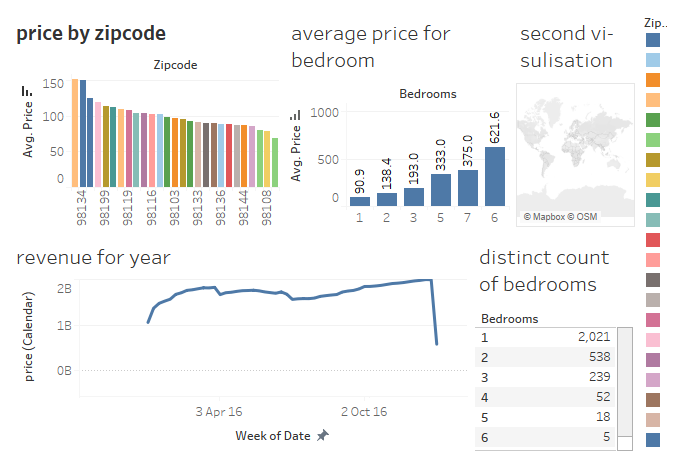 price by zipcode
Zipcode
Avg. Price
150
100
50
0
98134
98199
98119
98116
98103
98133
98136
98144
98108
average price for
bedroom
Bedrooms
Avg. Price
1000
500
0
90.9
138.4
193.0
333.0
375.0
621.6
1
2
3
5
7
6
second vi-
sulisation
© Mapbox © OSM
Zip..
revenue for year
price (Calendar)
2B
1B
0B
3 Apr 16
2 Oct 16
Week of Date
distinct count
of bedrooms
Bedrooms
1 2,021
2 538
3 239
4 52
5 18
6 5